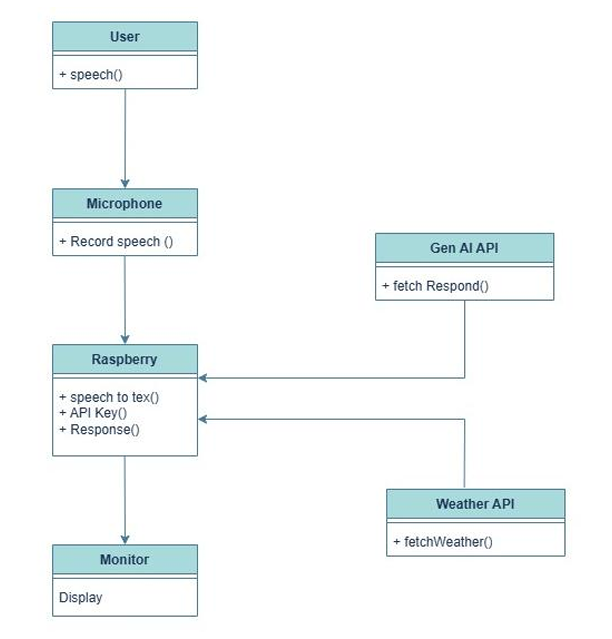 User
+ speech()
Microphone
+ Record speech ()
Gen AI API
+ fetch Respond()
Raspberry
+ speech to tex()
+ API Key()
+ Response()
Weather API
+ fetchWeather()
Monitor
Display